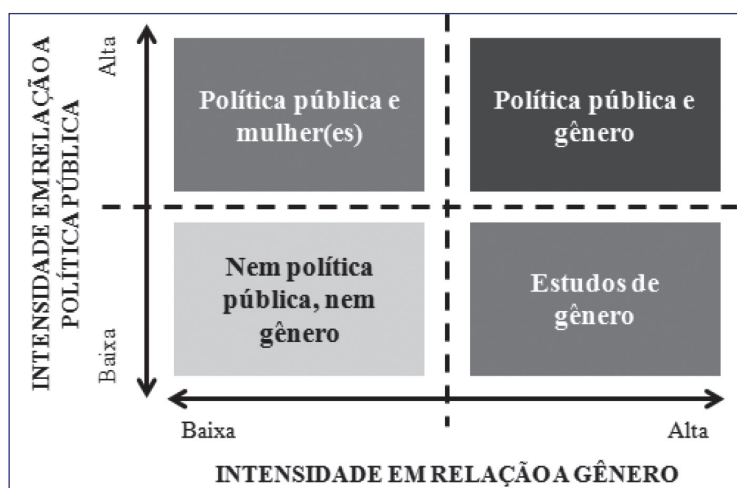 INTENSIDADE EM RELAÇÃO A
POLÍTICA PÚBLICA
Alta
Baixa
Política pública e
mulher(es)
Política pública e
gênero
Nem política
pública, nem
gênero
Estudos de
gênero
Baixa
Alta
INTENSIDADE EM RELAÇÃO A GÊNERO